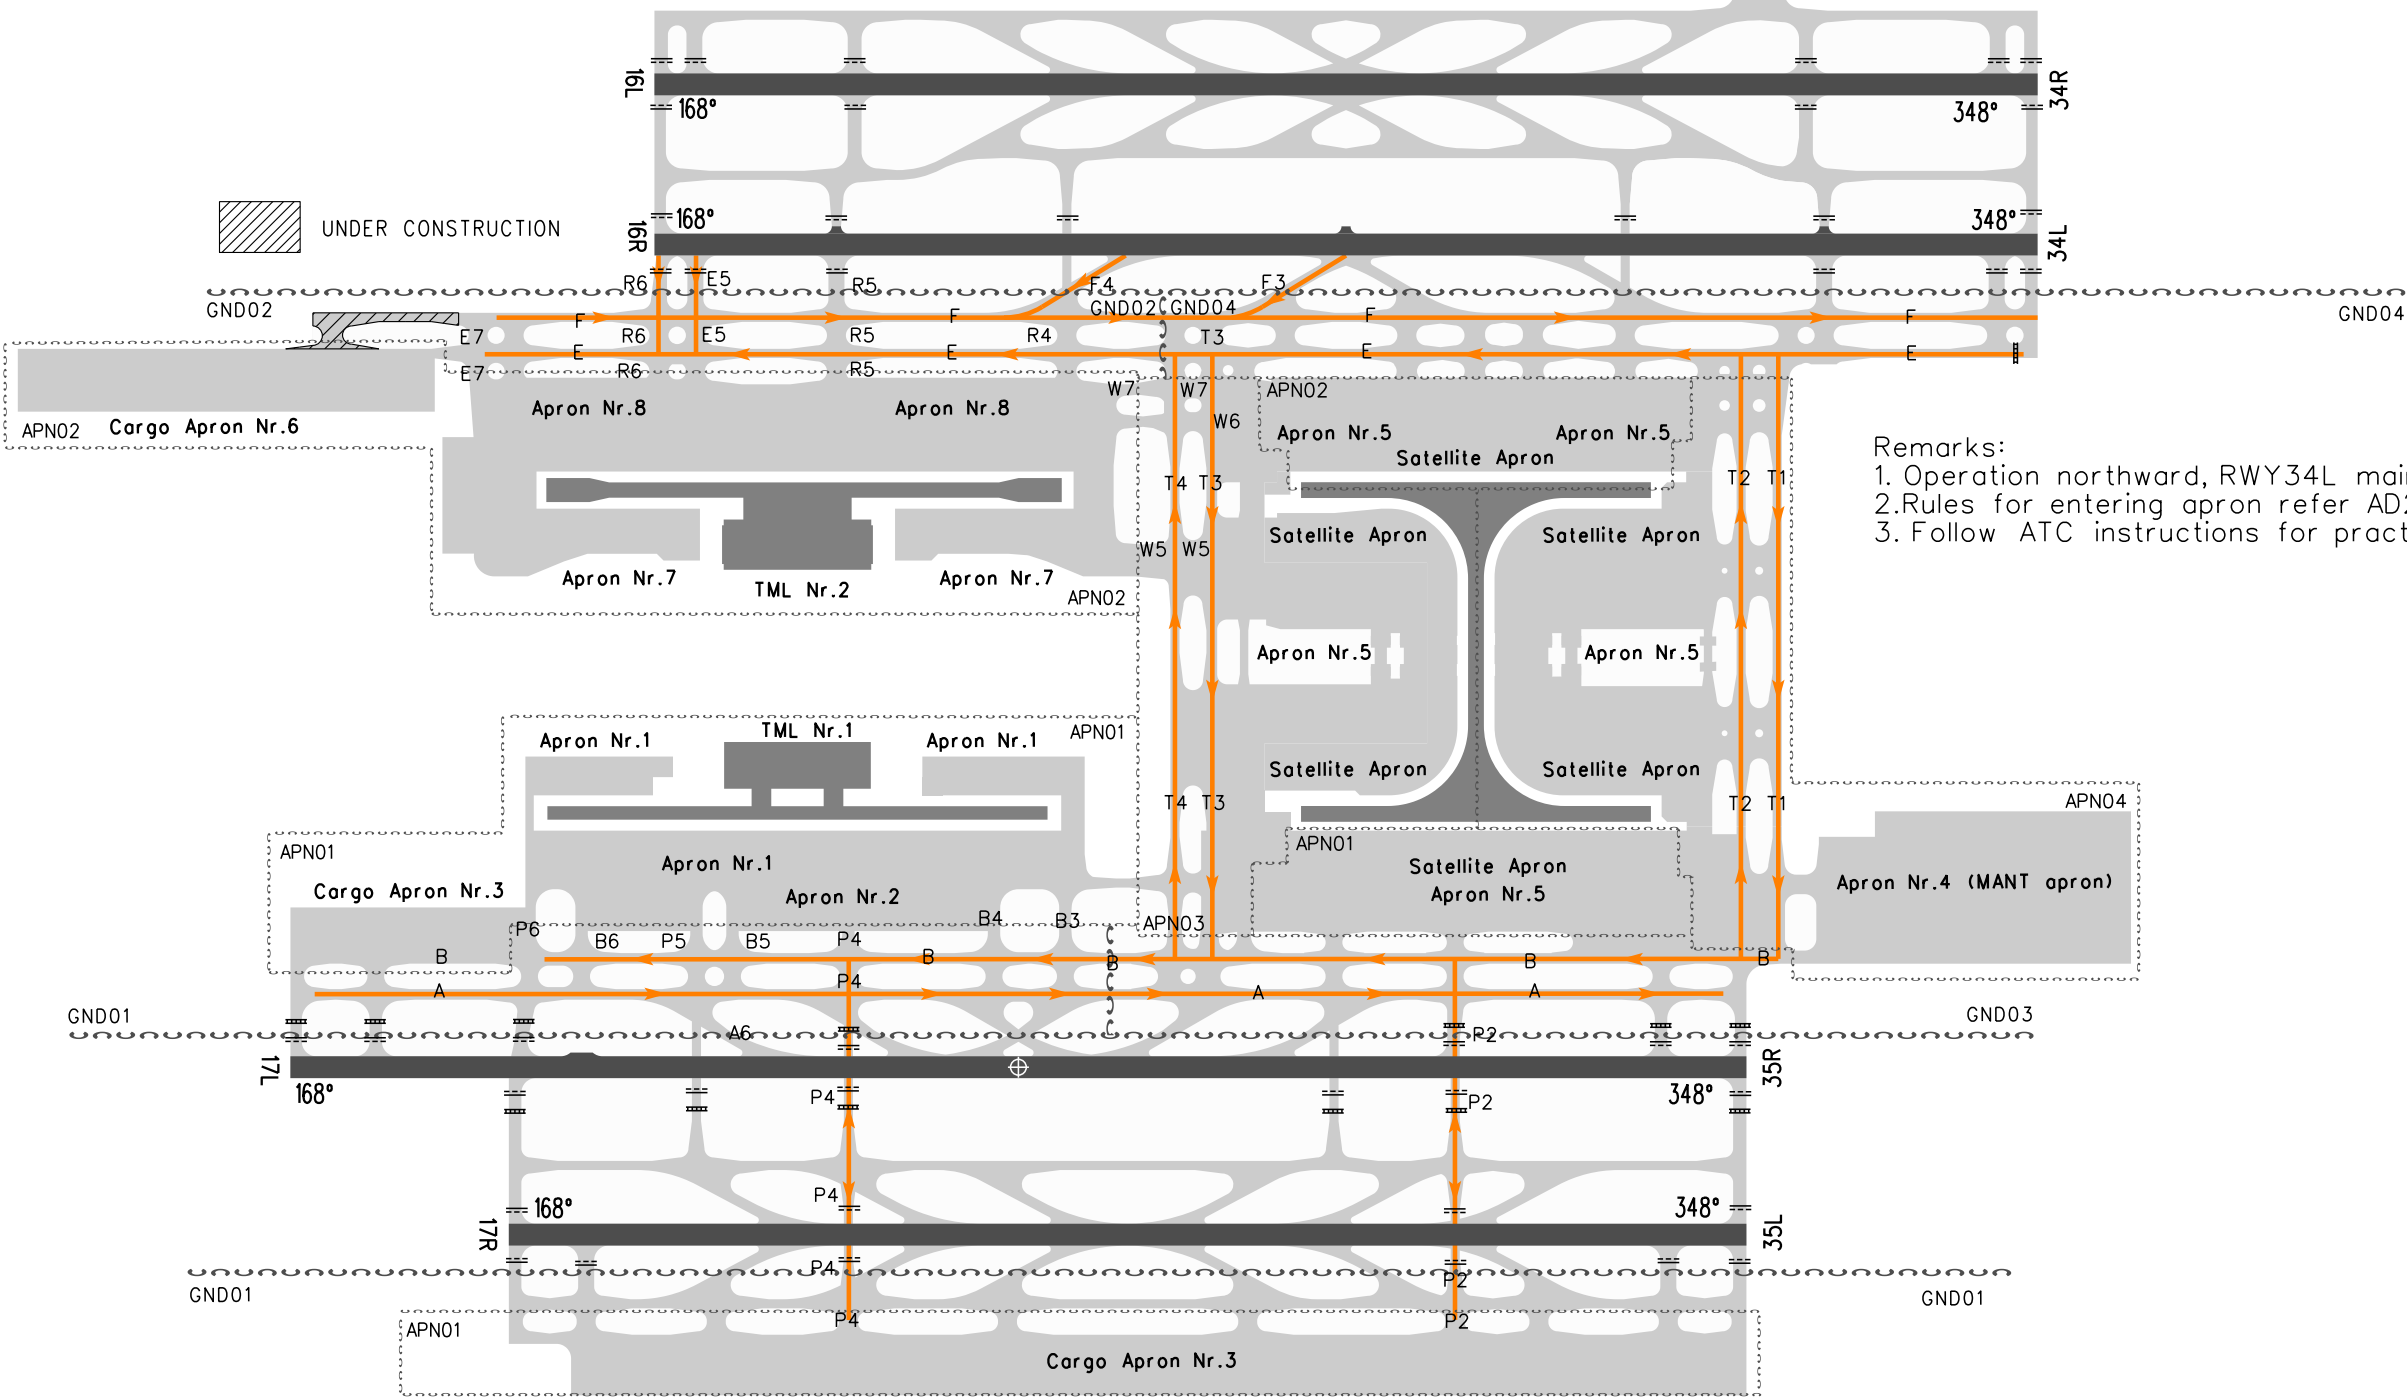 16L
168°
348°
34R
UNDER CONSTRUCTION
16R
168°
348°
34L
R6
E5
R5
F4
F3
GND02
GND02
GND04
GND04
F
F
F
F
E7
R6
E5
R5
R4
T3
E
E
E
E
E7
R6
R5
W7
W7
APN02
Apron Nr.8
Apron Nr.8
W6
APN02
Cargo Apron Nr.6
Apron Nr.5
Apron Nr.5
Satellite Apron
Remarks:
1. Operation northward, RWY34L mai
2.Rules for entering apron refer AD2
3. Follow ATC instructions for pract
T4
T3
T2
T1
Satellite Apron
Satellite Apron
W5
W5
Apron Nr.7
TML Nr.2
Apron Nr.7
APN02
Apron Nr.5
Apron Nr.5
Apron Nr.1
TML Nr.1
Apron Nr.1
APN01
Satellite Apron
Satellite Apron
T4
T3
T2
T1
APN04
APN01
APN01
Apron Nr.1
Satellite Apron
Cargo Apron Nr.3
Apron Nr.2
Apron Nr.5
Apron Nr.4 (MANT apron)
B4
B3
APN03
P6
B6
P5
B5
P4
B
B
B
B
B
P4
A
A
A
GND01
GND03
A6
P2
17L
168°
348°
35R
P4
P2
P4
17R
168°
348°
35L
P4
P2
GND01
GND01
P4
P2
APN01
Cargo Apron Nr.3